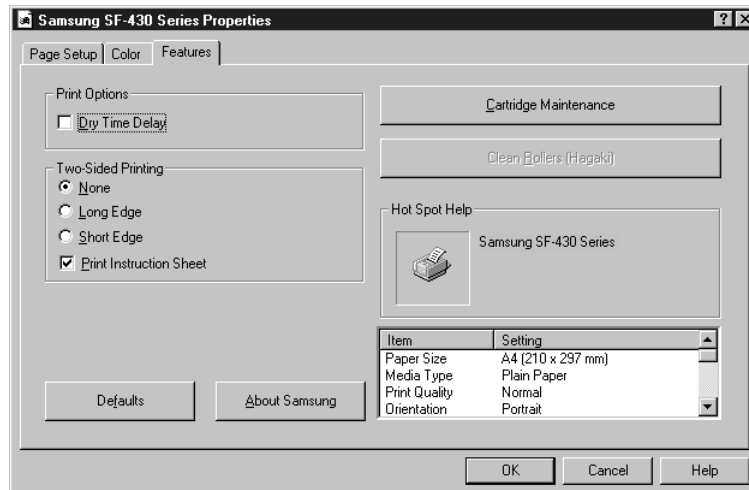 Samsung SF-430 Series Properties
Page Setup
Color
Features
Print Options
Dry Time Delay
Two-Sided Printing
None
Long Edge
Short Edge
Print Instruction Sheet
Defaults
About Samsung
Cartridge Maintenance
Clean Rollers (Hagaki)
Hot Spot Help
Samsung SF-430 Series
Item Setting
Paper Size A4 (210 x 297 mm)
Media Type Plain Paper
Print Quality Normal
Orientation Portrait
OK
Cancel
Help